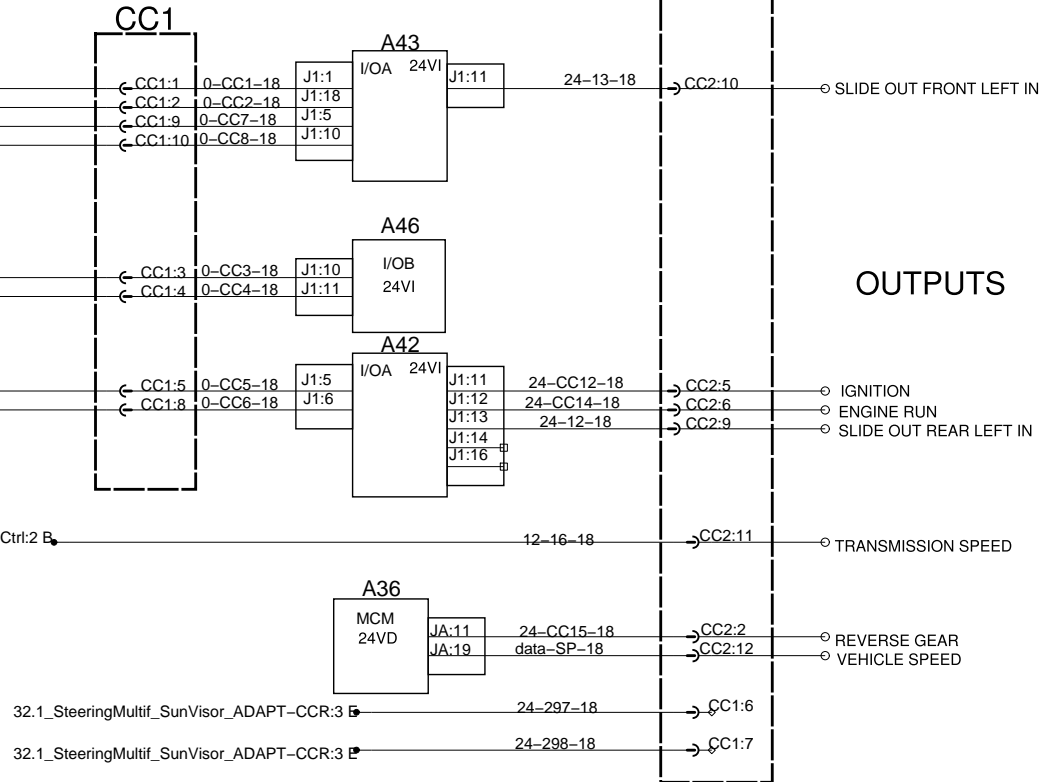 CC1
A43
I/OA 24VI
J1:1
J1:18
J1:5
J1:10
J1:11
CC1:1 0–CC1–18
CC1:2 0–CC2–18
CC1:9 0–CC7–18
CC1:10 0–CC8–18
24–13–18 CC2:10 SLIDE OUT FRONT LEFT IN
A46
I/OB
24VI
CC1:3 0–CC3–18 J1:10
CC1:4 0–CC4–18 J1:11
OUTPUTS
A42
I/OA 24VI
CC1:5 0–CC5–18 J1:5
CC1:8 0–CC6–18 J1:6
J1:11 24–CC12–18 CC2:5 IGNITION
J1:12 24–CC14–18 CC2:6 ENGINE RUN
J1:13 24–12–18 CC2:9 SLIDE OUT REAR LEFT IN
J1:14
J1:16
Ctrl:2 B 12–16–18 CC2:11 TRANSMISSION SPEED
A36
MCM
24VD
JA:11 24–CC15–18 CC2:2 REVERSE GEAR
JA:19 data–SP–18 CC2:12 VEHICLE SPEED
32.1_SteeringMultif_SunVisor_ADAPT–CCR:3 E 24–297–18 CC1:6
32.1_SteeringMultif_SunVisor_ADAPT–CCR:3 E 24–298–18 CC1:7